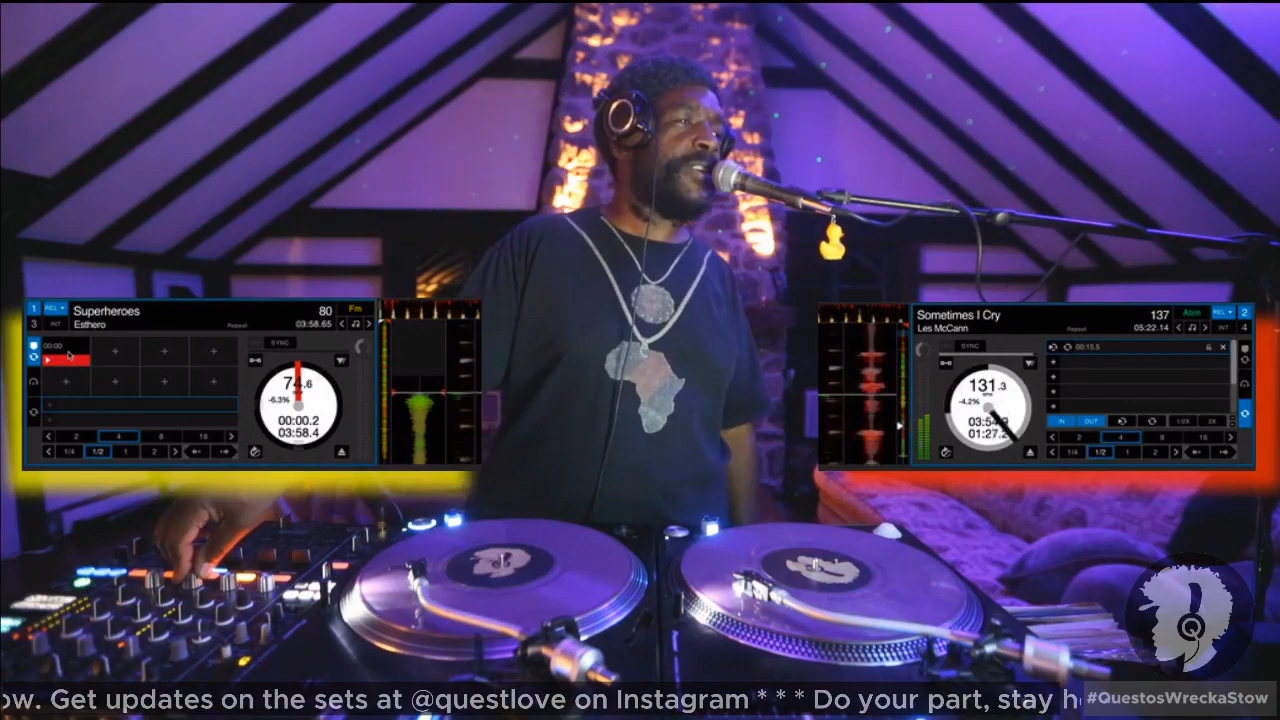 1 REL Superheroes 80 Fm
3 INT Esthero Repeat 03:58.65
00:00
SYNC
74.6
-6.3%
00:00.2
03:58.4
2 4 8 16
1/4 1/2 1 2
Sometimes I Cry 137 Abm REL 2
Les McCann Repeat 05:22.14 INT 4
SYNC
00:15.5
131.3
BPM
-4.2%
03:54.
01:27.2
IN OUT 1/2X 2X
2 4 8 16
1/4 1/2 1 2
ow. Get updates on the sets at @questlove on Instagram * * * Do your part, stay h
#QuestosWreckaStow